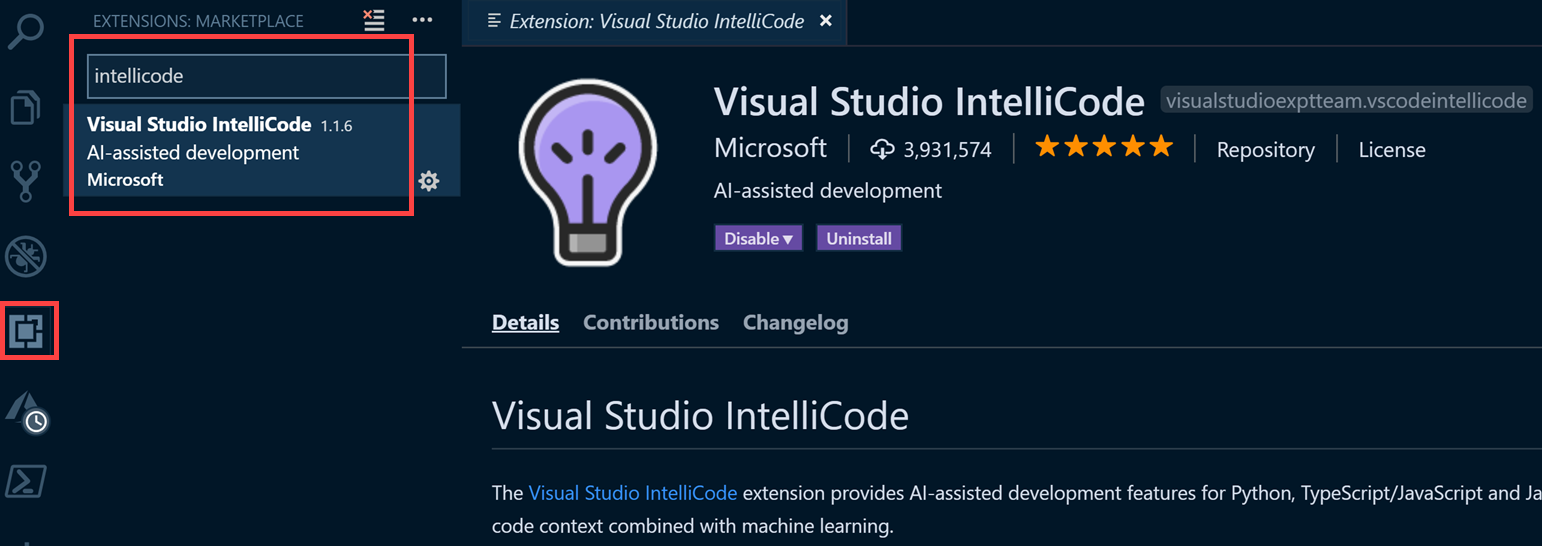 EXTENSIONS: MARKETPLACE
intellicode
Visual Studio IntelliCode 1.1.6
AI-assisted development
Microsoft
Extension: Visual Studio IntelliCode
Visual Studio IntelliCode visualstudioexptteam.vscodeintellicode
Microsoft 3,931,574 Repository License
AI-assisted development
Disable Uninstall
Details Contributions Changelog
Visual Studio IntelliCode
The Visual Studio IntelliCode extension provides AI-assisted development features for Python, TypeScript/JavaScript and Ja
code context combined with machine learning.